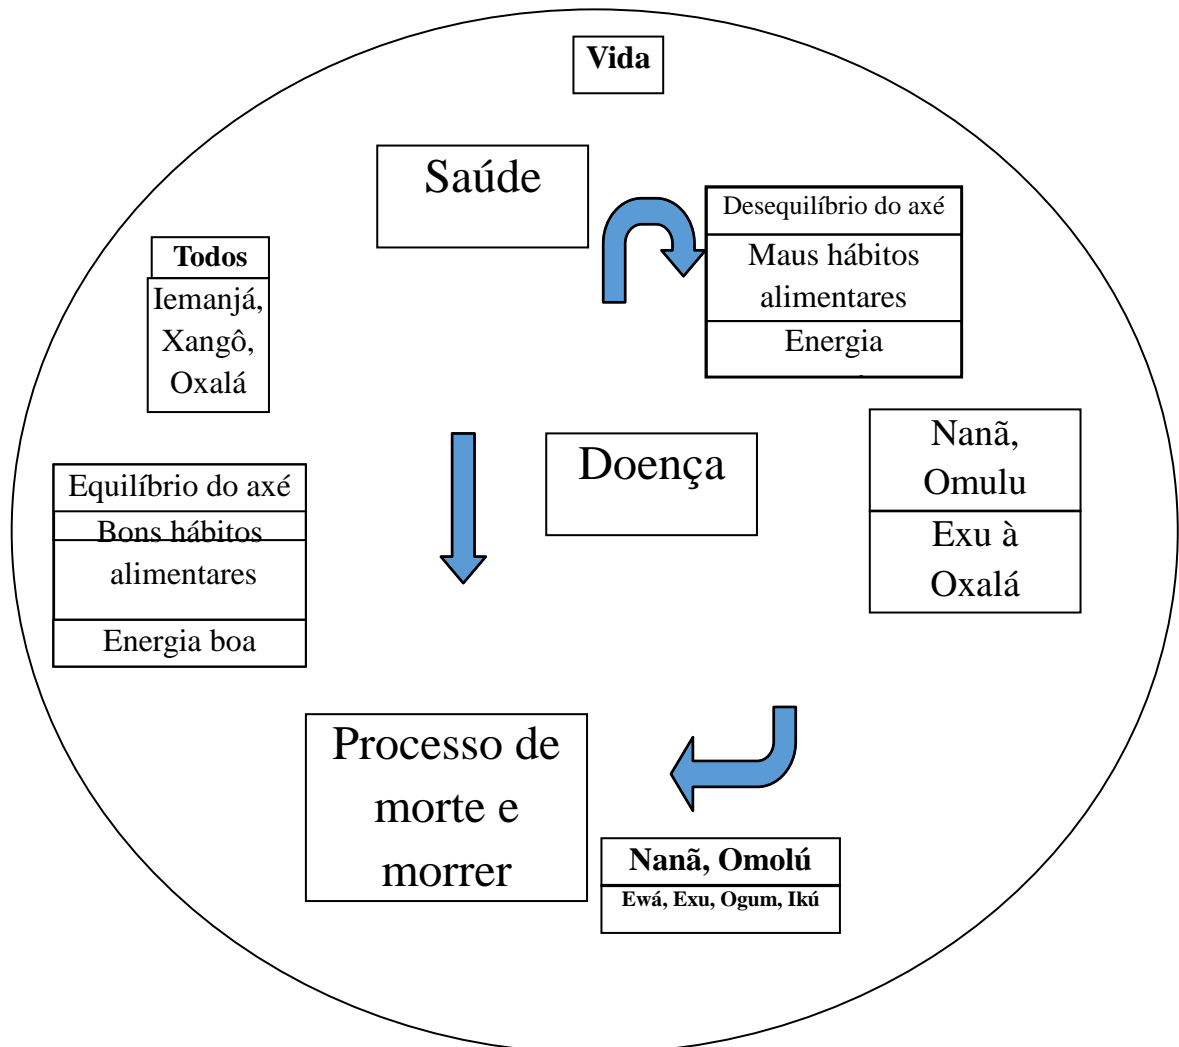 Vida
Saúde
Desequilíbrio do axé
Maus hábitos
alimentares
Energia
Todos
Iemanjá,
Xangô,
Oxalá
Doença
Nanã,
Omulu
Exu à
Oxalá
Equilíbrio do axé
Bons hábitos
alimentares
Energia boa
Processo de
morte e
morrer
Nanã, Omolú
Ewá, Exu, Ogum, Ikú